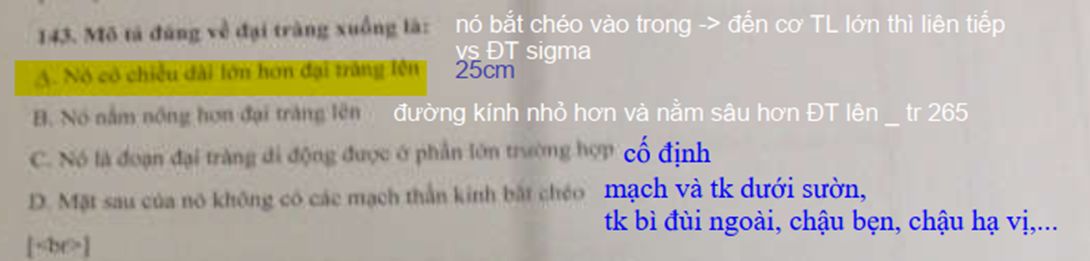 143. Mô tả đúng về đại tràng xuống là: nó bắt chéo vào trong -> đến cơ TL lớn thì liên tiếp
vs ĐT sigma
A. Nó có chiều dài lớn hơn đại tràng lên 25cm
B. Nó nằm nông hơn đại tràng lên đường kính nhỏ hơn và nằm sâu hơn ĐT lên _ tr 265
C. Nó là đoạn đại tràng di động được ở phần lớn trường hợp cố định
D. Mặt sau của nó không có các mạch thần kinh bắt chéo mạch và tk dưới sườn,
tk bì đùi ngoài, chậu bẹn, chậu hạ vị,...
[<br>]